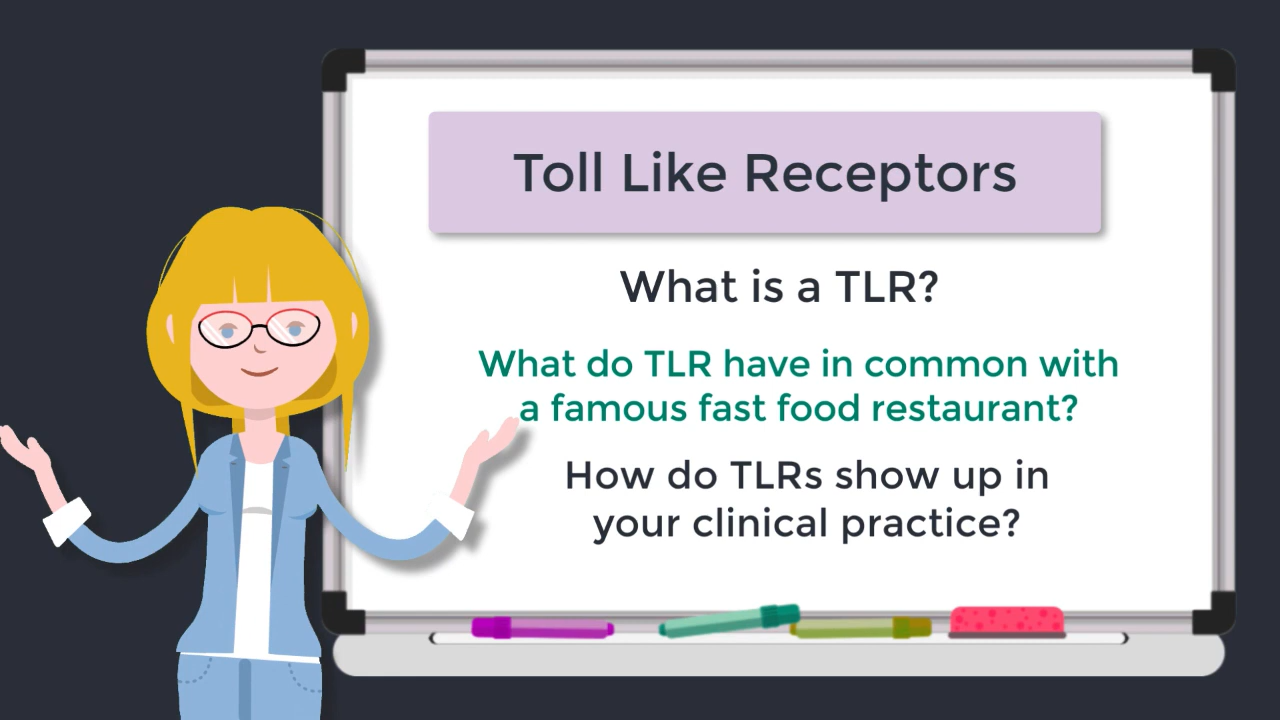 Toll Like Receptors
What is a TLR?
What do TLR have in common with
a famous fast food restaurant?
How do TLRs show up in
your clinical practice?